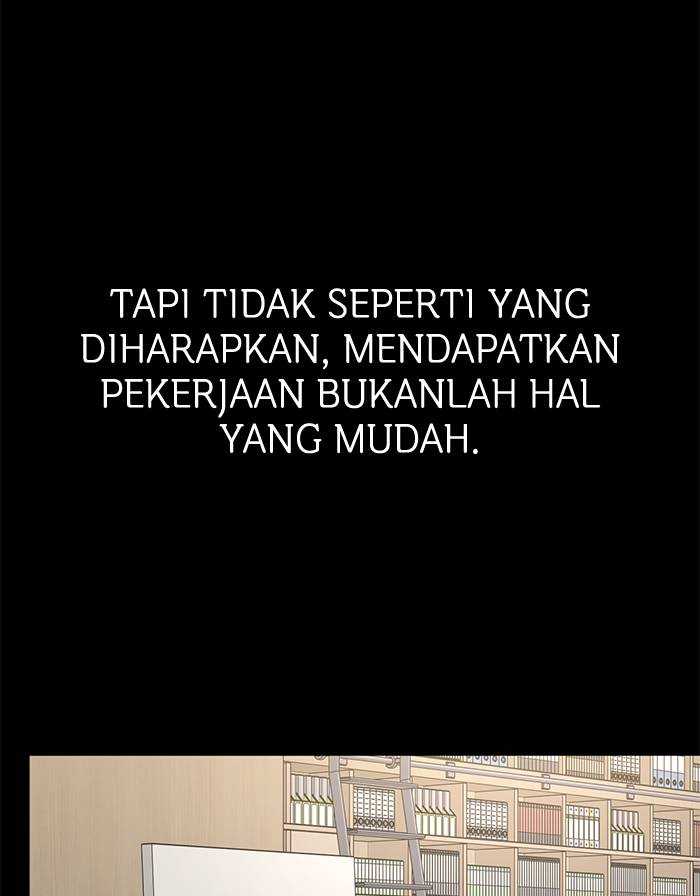 TAPI TIDAK SEPERTI YANG
DIHARAPKAN, MENDAPATKAN
PEKERJAAN BUKANLAH HAL
YANG MUDAH.